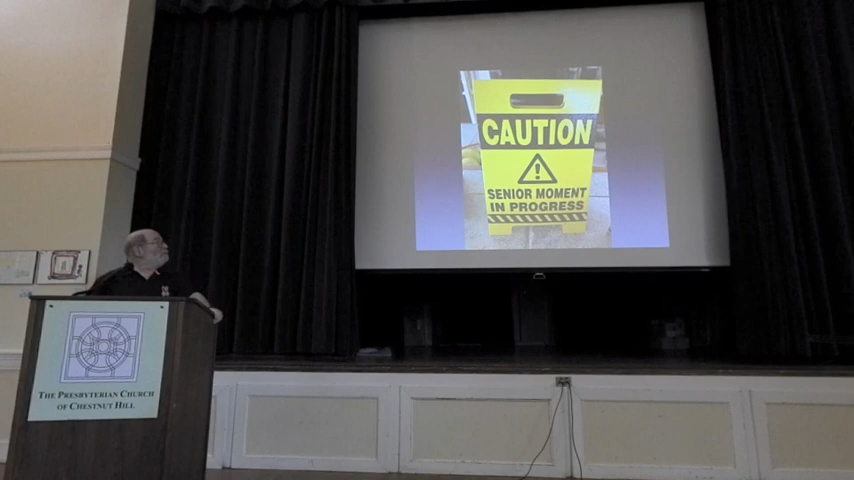 CAUTION
SENIOR MOMENT
IN PROGRESS
THE PRESBYTERIAN CHURCH
OF CHESTNUT HILL